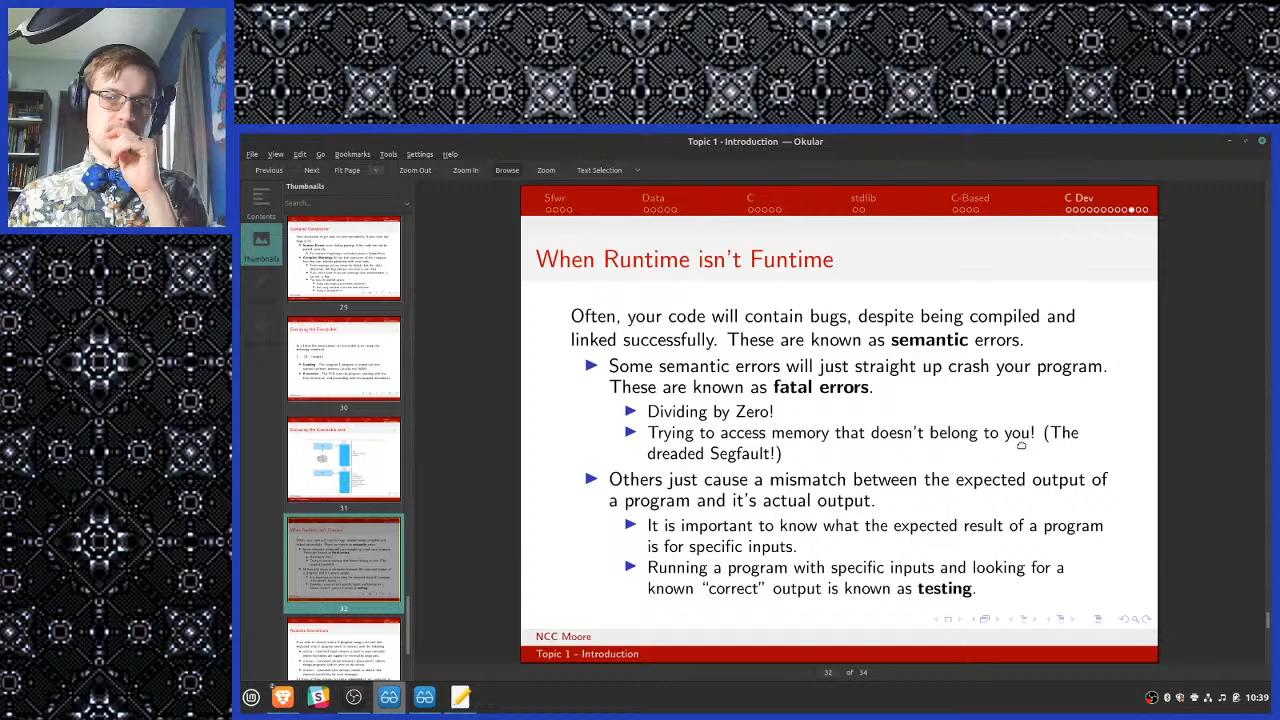 Topic 1 - Introduction — Okular
File View Edit Go Bookmarks Tools Settings Help
Previous Next Fit Page Zoom Out Zoom In Browse Zoom Text Selection
Thumbnails
Search...
Contents
Thumbnails
29
30
31
32
Sfwr Data C stdlib C-Based C Dev
When Runtime isn't Funtime
Often, your code will contain bugs, despite being compiled and
linked successfully. These are known as semantic errors.
Some semantic errors will just straight up crash your program.
These are known as fatal errors.
Dividing by Zero!
Trying to access memory that doesn't belong to you! (The
dreaded Segfault!)
Others just cause a mismatch between the expected output of
a program and it's actual output.
It is important to know what the expected result of a program
is for specific inputs.
Running a program with specific inputs and looking for a
known "correct" output is known as testing.
NCC Moore
Topic 1 - Introduction
32 of 34
10:39